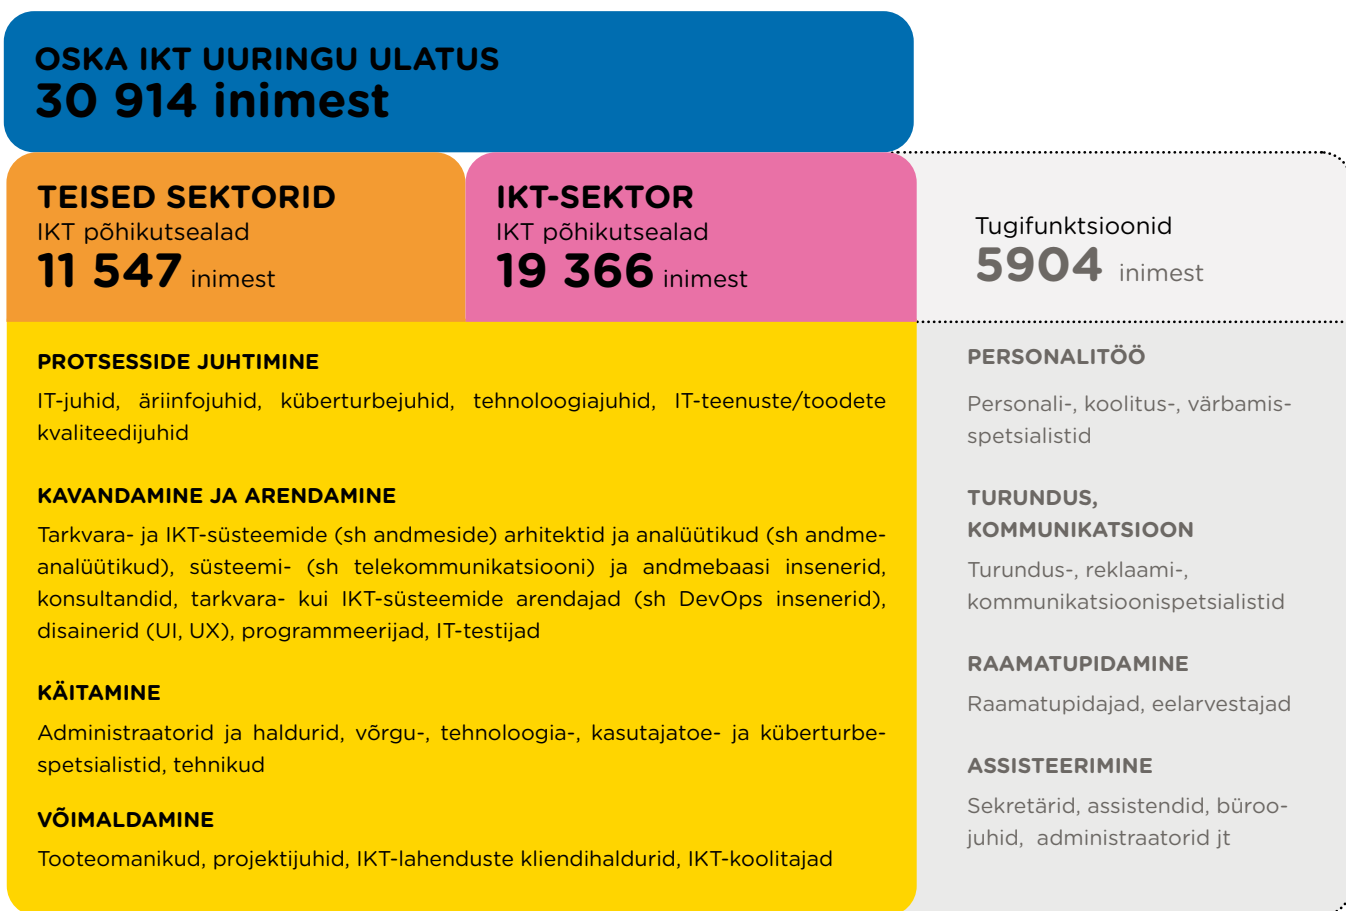 OSKA IKT UURINGU ULATUS
30 914 inimest
TEISED SEKTORID
IKT põhikutsealad
11 547 inimest
IKT-SEKTOR
IKT põhikutsealad
19 366 inimest
Tugifunktsioonid
5904 inimest
PROTSESSIDE JUHTIMINE
IT-juhid, äriinfojuhid, küberturbejuhid, tehnoloogiajuhid, IT-teenuste/toodete
kvaliteedijuhid
KAVANDAMINE JA ARENDAMINE
Tarkvara- ja IKT-süsteemide (sh andmeside) arhitektid ja analüütikud (sh andme-
analüütikud), süsteemi- (sh telekommunikatsiooni) ja andmebaasi insenerid,
konsultandid, tarkvara- kui IKT-süsteemide arendajad (sh DevOps insenerid),
disainerid (UI, UX), programmeerijad, IT-testijad
KÄITAMINE
Administraatorid ja haldurid, võrgu-, tehnoloogia-, kasutajatoe- ja küberturbe-
spetsialistid, tehnikud
VÕIMALDAMINE
Tooteomanikud, projektijuhid, IKT-lahenduste kliendihaldurid, IKT-koolitajad
PERSONALITÖÖ
Personali-, koolitus-, värbamis-
spetsialistid
TURUNDUS,
KOMMUNIKATSIOON
Turundus-, reklaami-,
kommunikatsioonispetsialistid
RAAMATUPIDAMINE
Raamatupidajad, eelarvestajad
ASSISTEERIMINE
Sekretärid, assistendid, büroo-
juhid, administraatorid jt